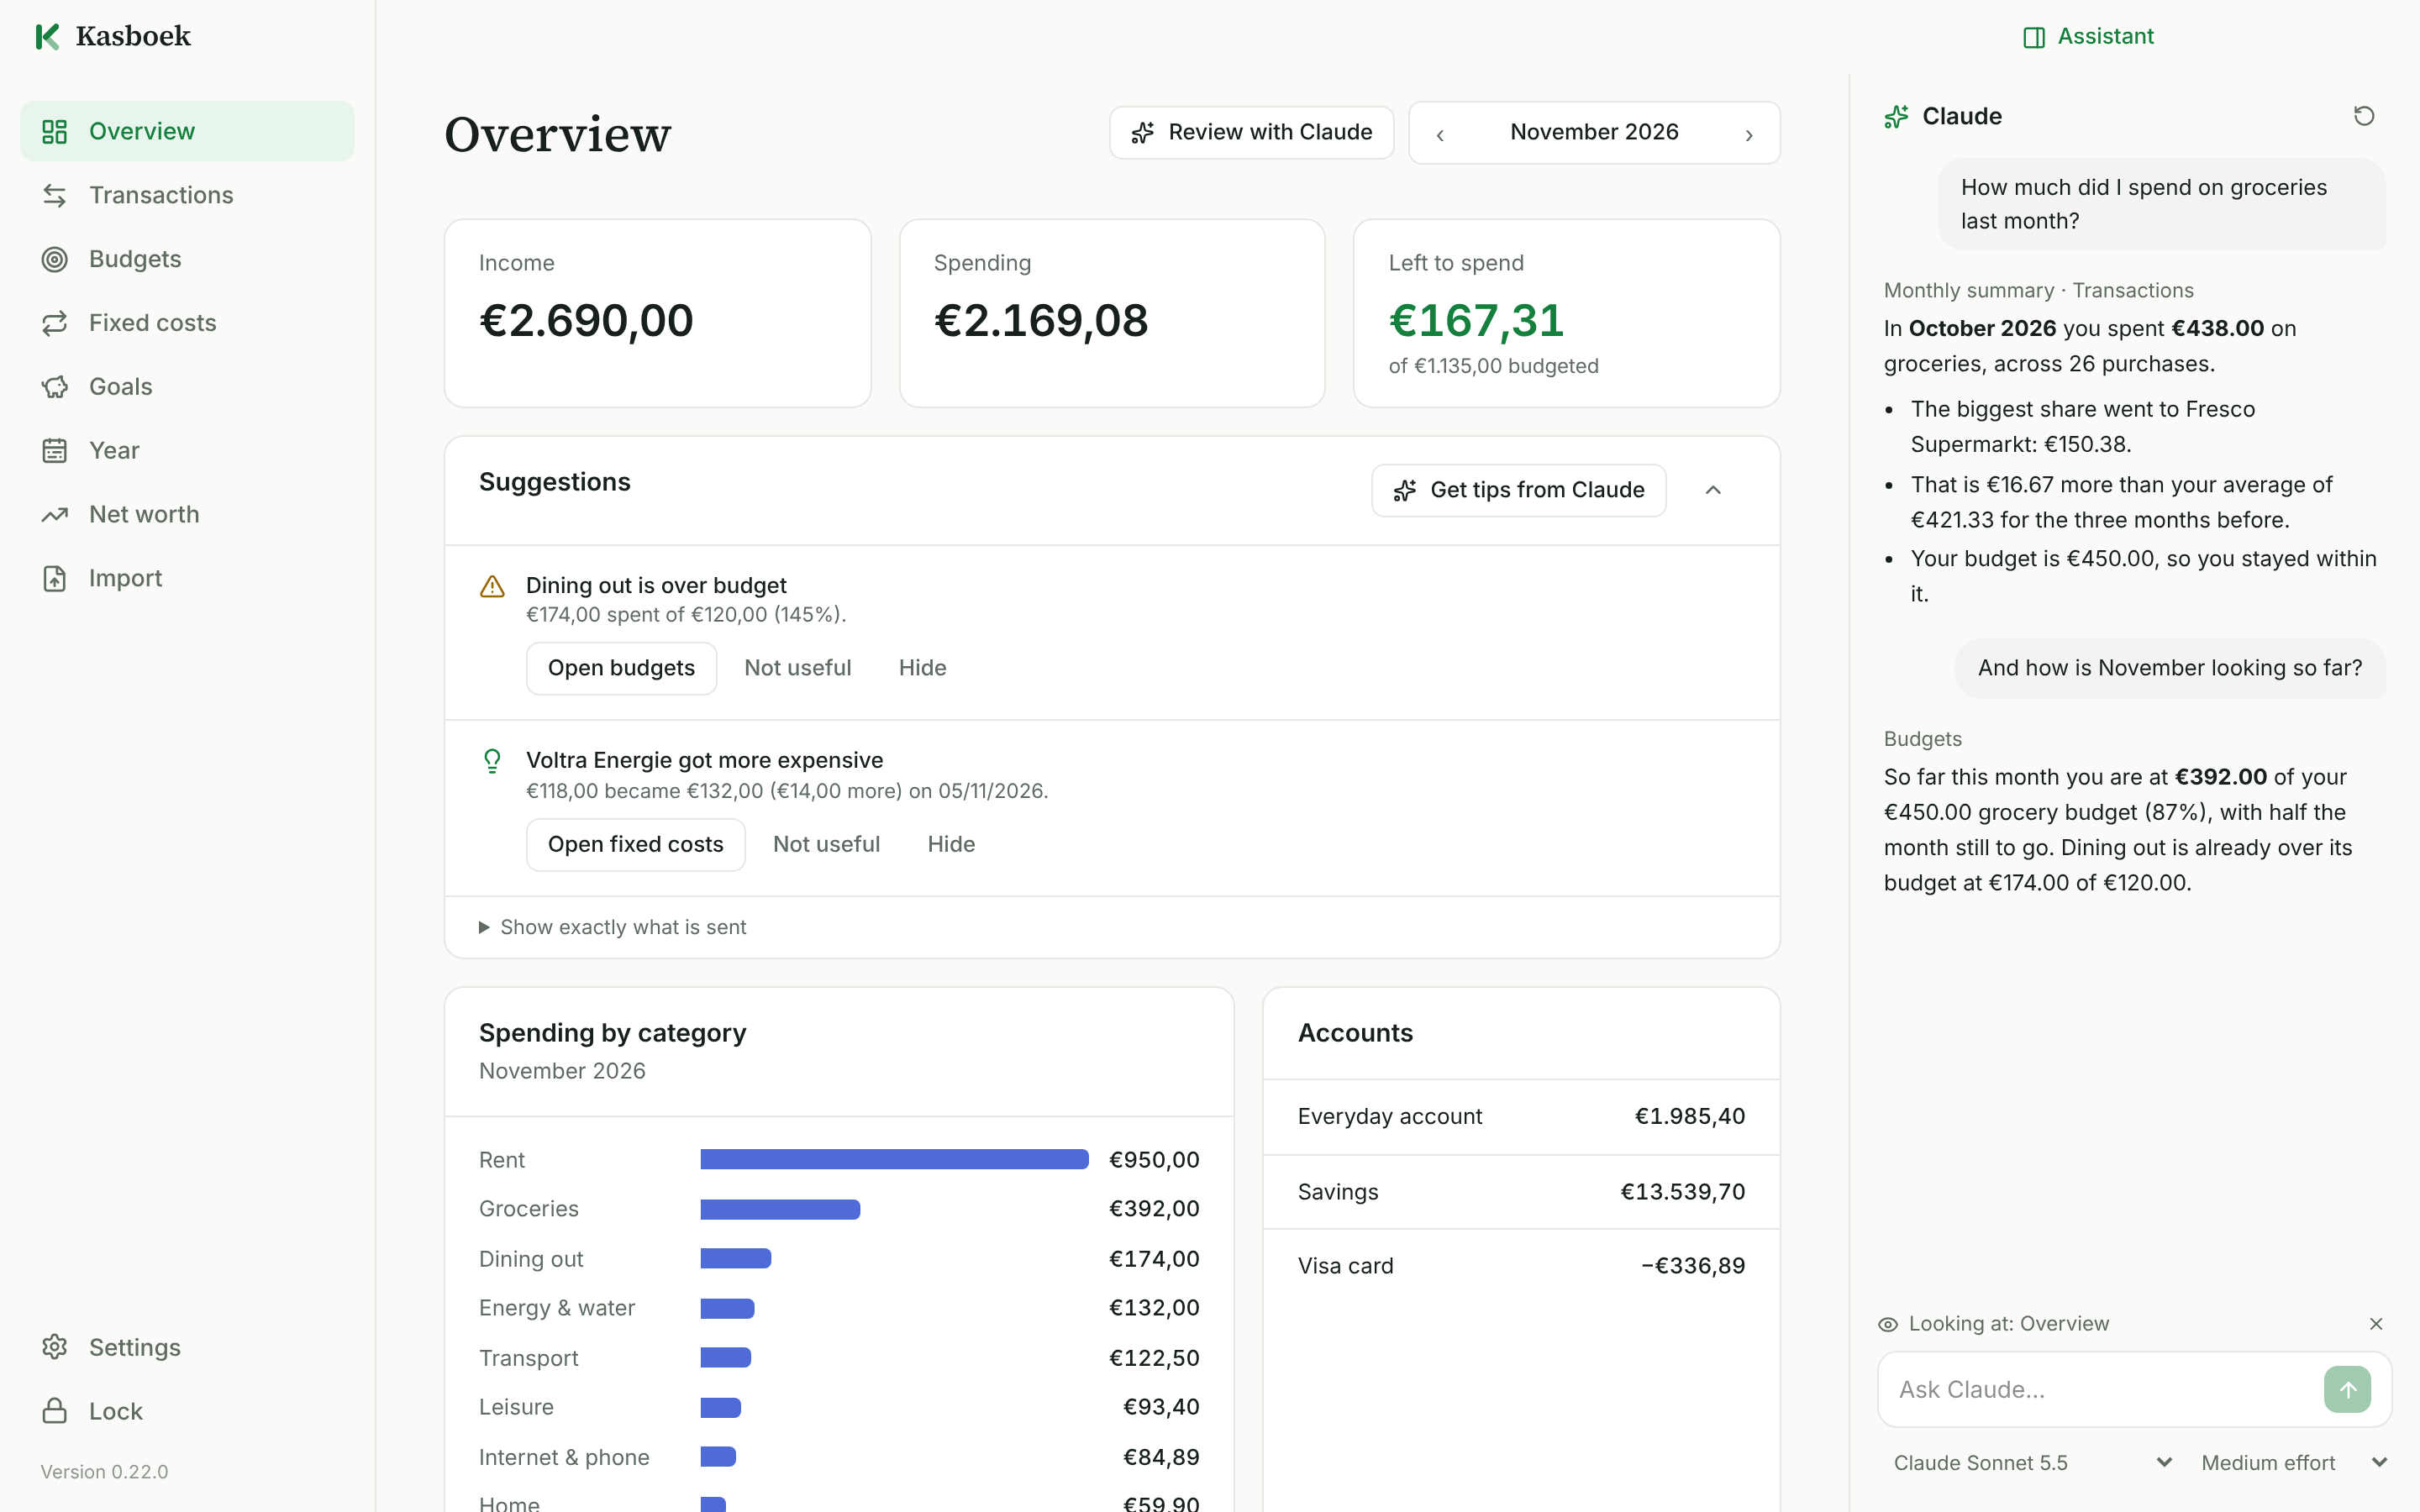 Kasboek
Assistant
Overview
Transactions
Budgets
Fixed costs
Goals
Year
Net worth
Import
Settings
Lock
Version 0.22.0
Overview
Review with Claude
‹ November 2026 ›
Income
€2.690,00
Spending
€2.169,08
Left to spend
€167,31
of €1.135,00 budgeted
Suggestions
Get tips from Claude
Dining out is over budget
€174,00 spent of €120,00 (145%).
Open budgets Not useful Hide
Voltra Energie got more expensive
€118,00 became €132,00 (€14,00 more) on 05/11/2026.
Open fixed costs Not useful Hide
Show exactly what is sent
Spending by category
November 2026
Rent €950,00
Groceries €392,00
Dining out €174,00
Energy & water €132,00
Transport €122,50
Leisure €93,40
Internet & phone €84,89
Home €59,90
Accounts
Everyday account €1.985,40
Savings €13.539,70
Visa card −€336,89
Claude
How much did I spend on groceries
last month?
Monthly summary · Transactions
In October 2026 you spent €438.00 on
groceries, across 26 purchases.
• The biggest share went to Fresco
Supermarkt: €150.38.
• That is €16.67 more than your average of
€421.33 for the three months before.
• Your budget is €450.00, so you stayed within
it.
And how is November looking so far?
Budgets
So far this month you are at €392.00 of your
€450.00 grocery budget (87%), with half the
month still to go. Dining out is already over its
budget at €174.00 of €120.00.
Looking at: Overview
Ask Claude...
Claude Sonnet 5.5 Medium effort